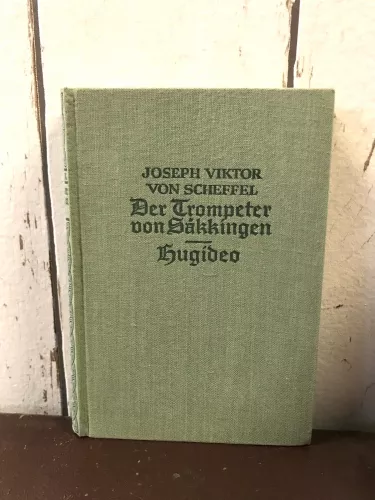 JOSEPH VIKTOR
VON SCHEFFEL
Der Trompeter
von Säkkingen
Hugideo